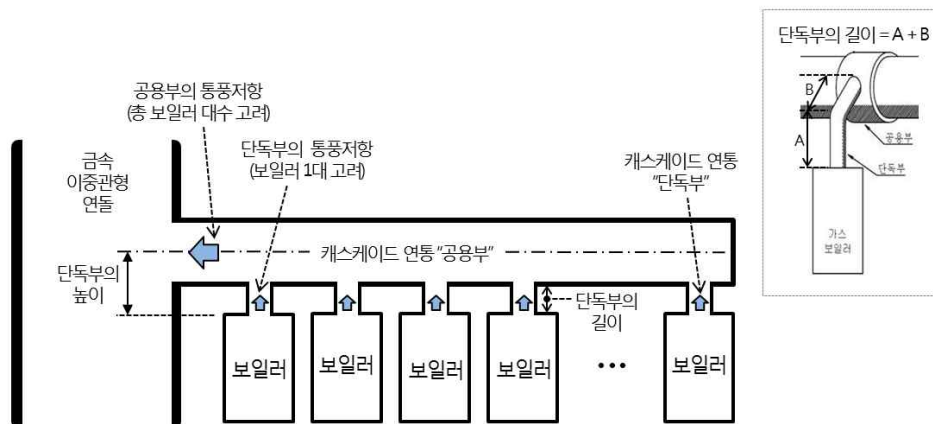 공용부의 통풍저항
(총 보일러 대수 고려)
금속
이중관형
연돌
단독부의 통풍저항
(보일러 1대 고려)
캐스케이드 연통
"단독부"
단독부의
높이
캐스케이드 연통 "공용부"
단독부의
길이
보일러
보일러
보일러
보일러
•••
보일러
단독부의 길이 = A + B
B
A
공용부
단독부
가스
보일러